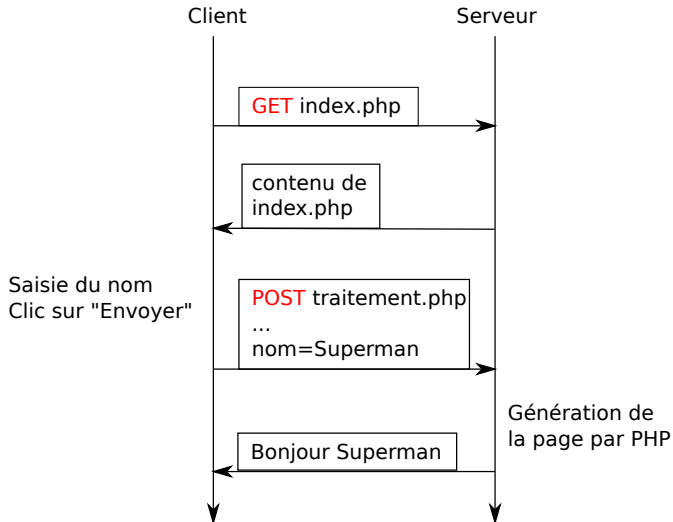 Client
Serveur
GET index.php
contenu de
index.php
Saisie du nom
Clic sur "Envoyer"
POST traitement.php
...
nom=Superman
Génération de
la page par PHP
Bonjour Superman